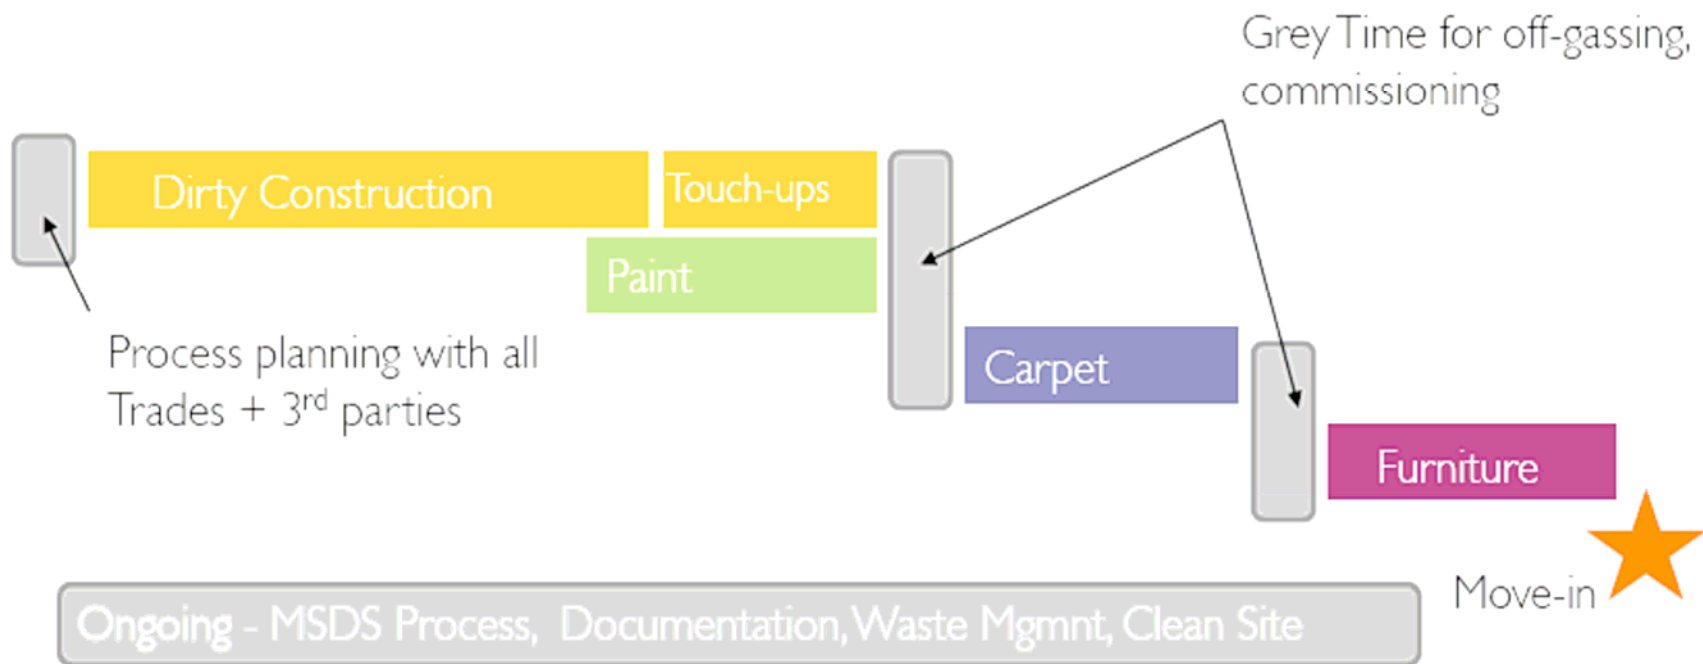 Grey Time for off-gassing,
commissioning
Dirty Construction
Touch-ups
Paint
Process planning with all
Trades + 3rd parties
Carpet
Furniture
Move-in
Ongoing - MSDS Process, Documentation, Waste Mgmnt, Clean Site